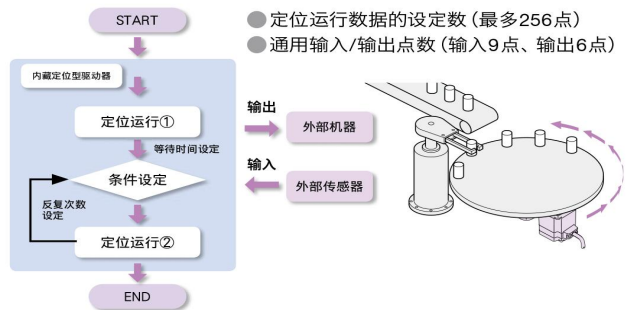 START
●定位运行数据的设定数(最多256点)
●通用输入/输出点数(输入9点、输出6点)
内藏定位型驱动器
定位运行①
等待时间设定
条件设定
反复次数
设定
定位运行②
END
输出
外部机器
输入
外部传感器